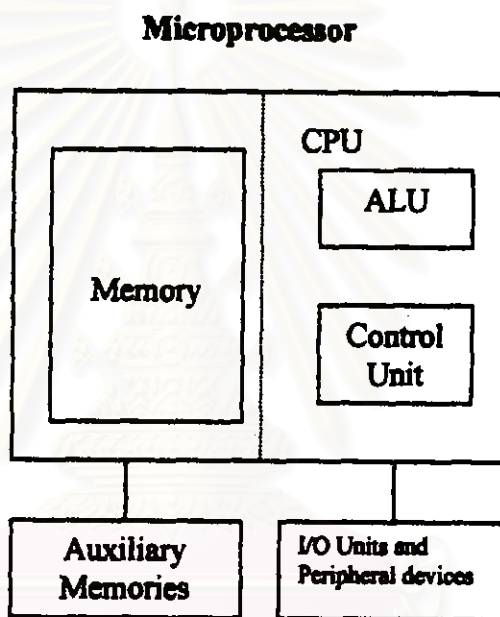 Microprocessor
CPU
ALU
Memory
Control
Unit
Auxiliary
Memories
I/O Units and
Peripheral devices